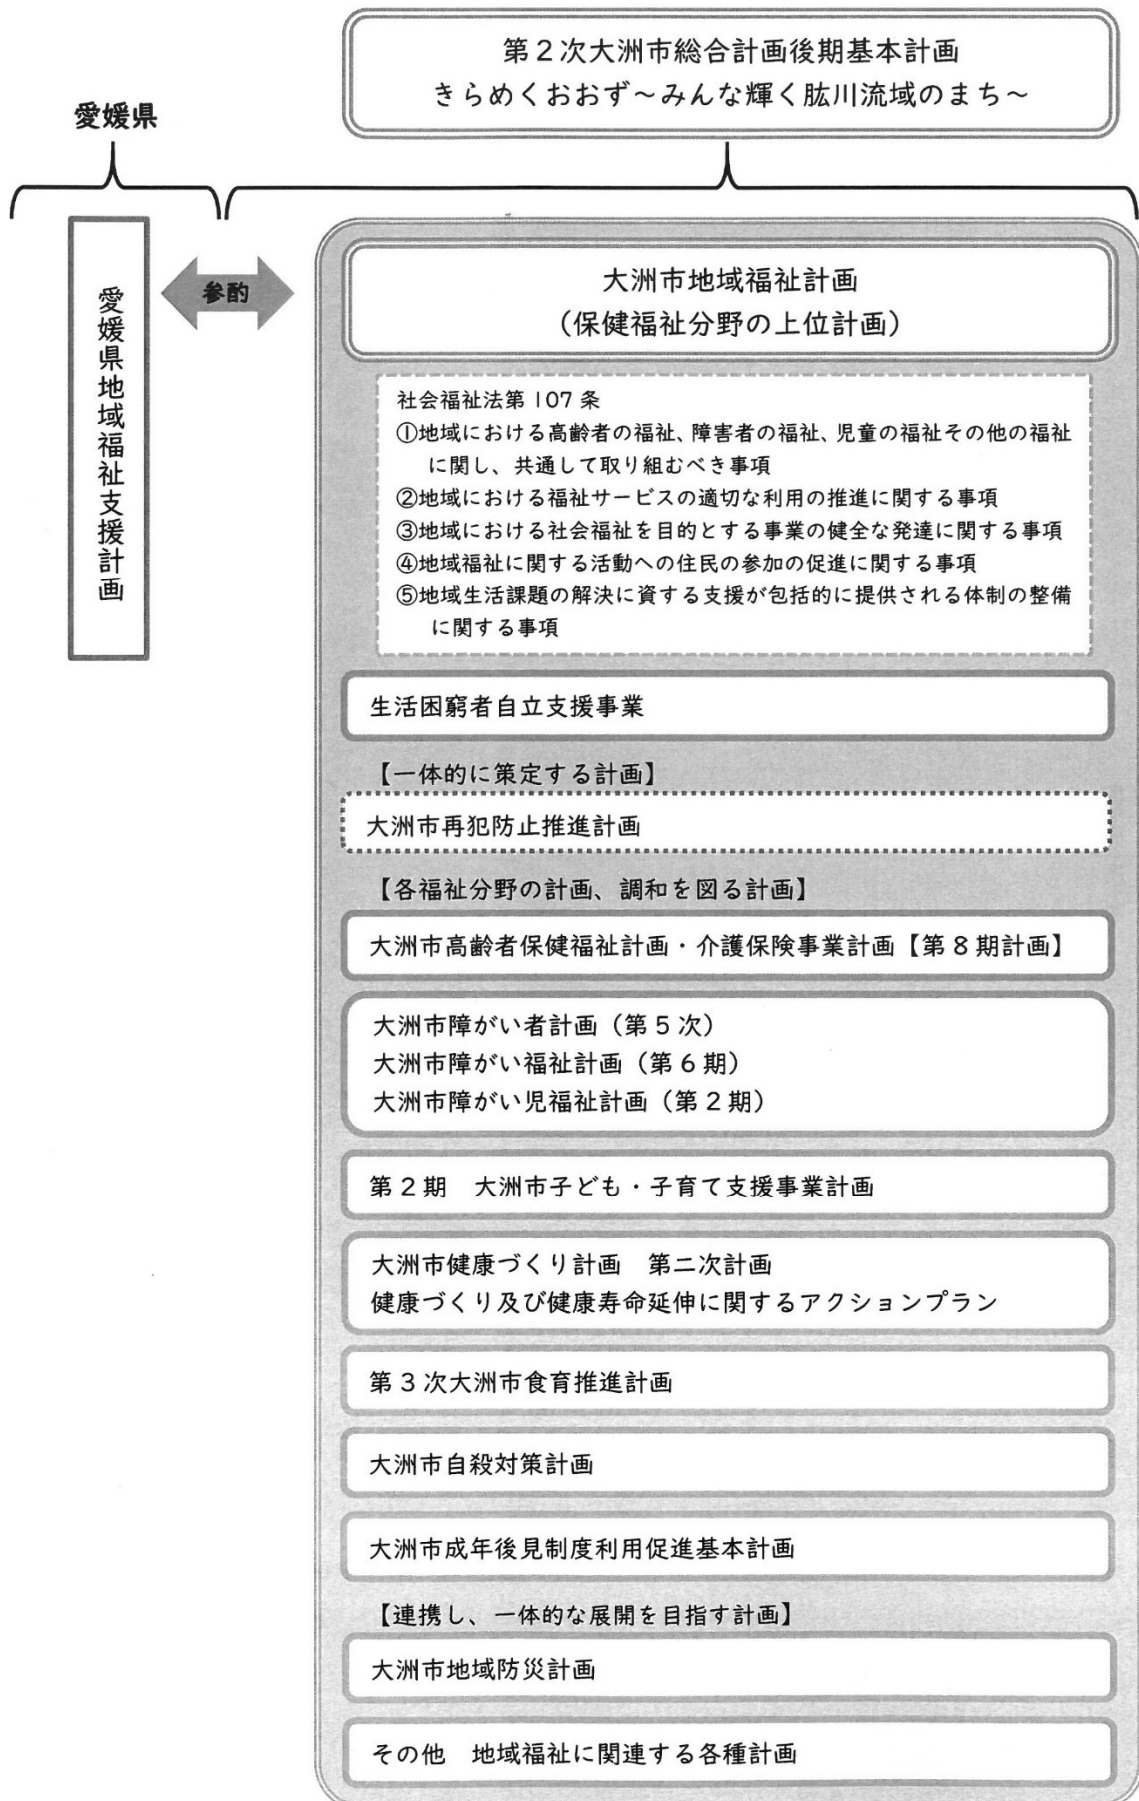 第２次大洲市総合計画後期基本計画
きらめくおおず～みんな輝く肱川流域のまち～
愛媛県
愛媛県地域福祉支援計画
参酌
大洲市地域福祉計画
（保健福祉分野の上位計画）
社会福祉法第107条
①地域における高齢者の福祉、障害者の福祉、児童の福祉その他の福祉
に関し、共通して取り組むべき事項
②地域における福祉サービスの適切な利用の推進に関する事項
③地域における社会福祉を目的とする事業の健全な発達に関する事項
④地域福祉に関する活動への住民の参加の促進に関する事項
⑤地域生活課題の解決に資する支援が包括的に提供される体制の整備
に関する事項
生活困窮者自立支援事業
【一体的に策定する計画】
大洲市再犯防止推進計画
【各福祉分野の計画、調和を図る計画】
大洲市高齢者保健福祉計画・介護保険事業計画【第８期計画】
大洲市障がい者計画（第５次）
大洲市障がい福祉計画（第６期）
大洲市障がい児福祉計画（第２期）
第２期　大洲市子ども・子育て支援事業計画
大洲市健康づくり計画　第二次計画
健康づくり及び健康寿命延伸に関するアクションプラン
第３次大洲市食育推進計画
大洲市自殺対策計画
大洲市成年後見制度利用促進基本計画
【連携し、一体的な展開を目指す計画】
大洲市地域防災計画
その他　地域福祉に関連する各種計画